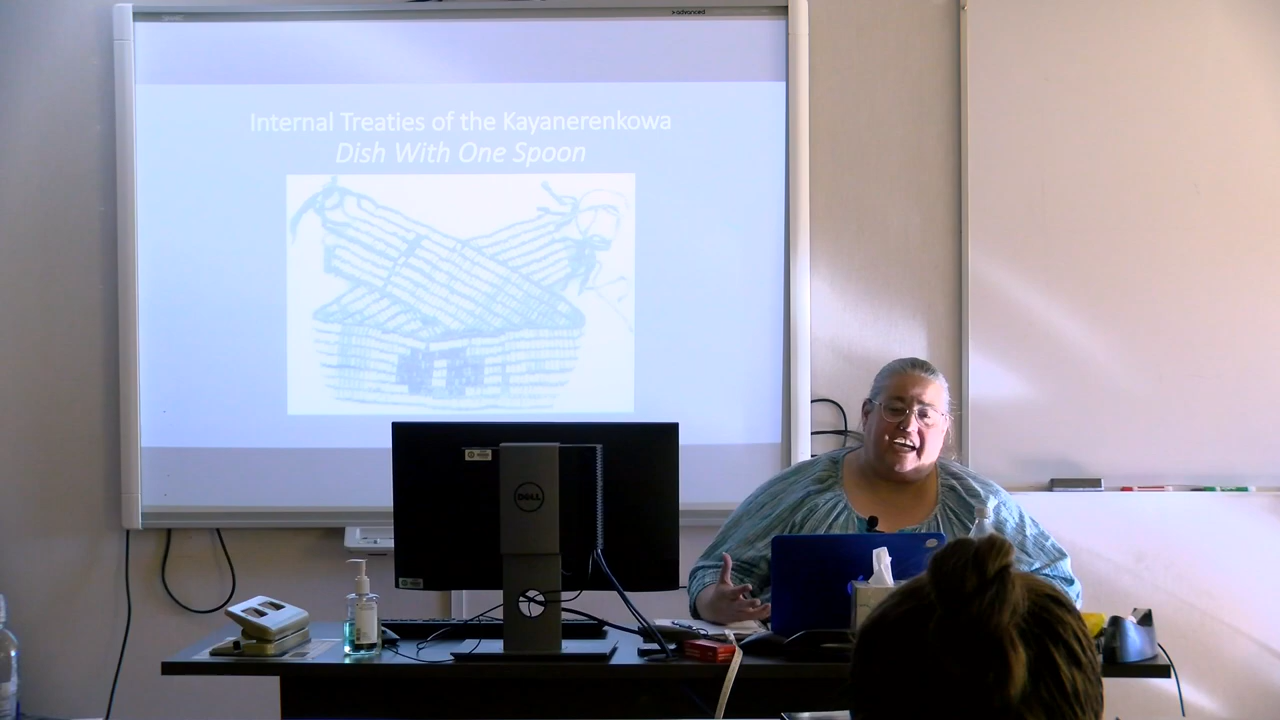 Internal Treaties of the Kayanerenkowa
Dish With One Spoon
DELL